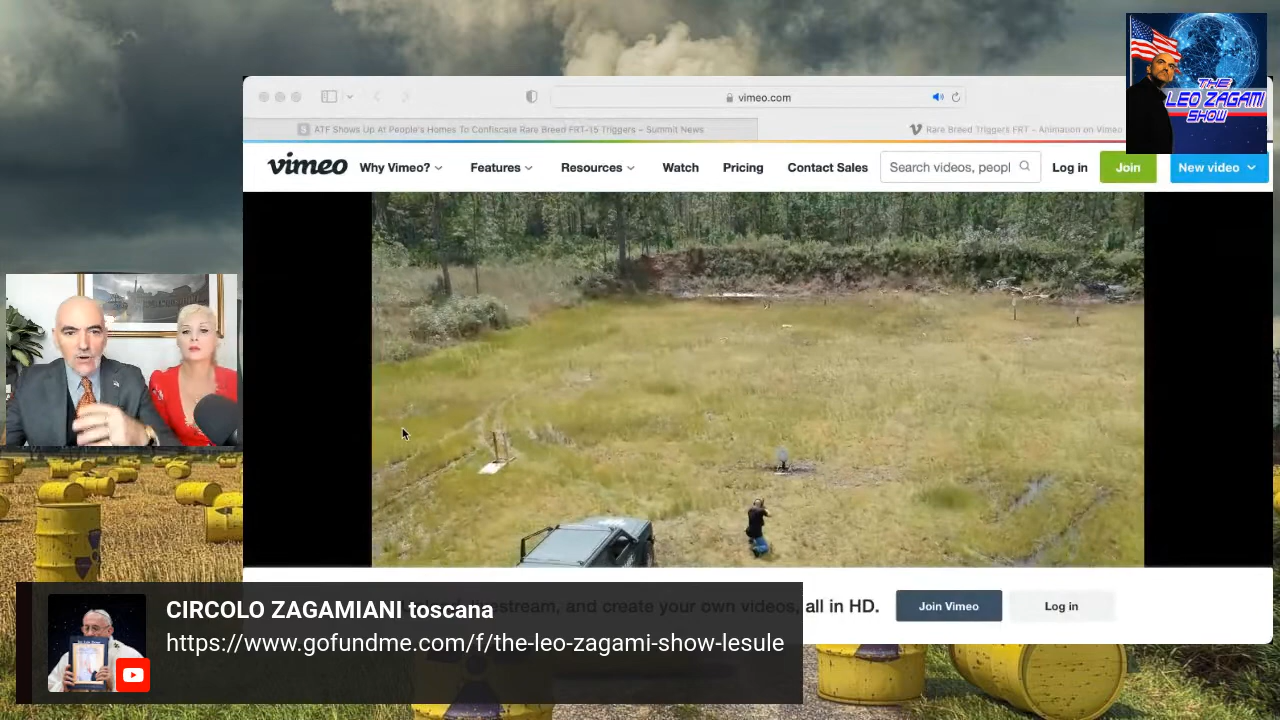 THE
LEO ZAGAMI
SHOW
vimeo.com
ATF Shows Up At People's Homes To Confiscate Rare Breed FRT-15 Triggers – Summit News
Rare Breed Triggers FRT - Animation on Vimeo
vimeo Why Vimeo? Features Resources Watch Pricing Contact Sales Search videos, peopl Log in Join New video
stream, and create your own videos, all in HD. Join Vimeo Log in
CIRCOLO ZAGAMIANI toscana
https://www.gofundme.com/f/the-leo-zagami-show-lesule